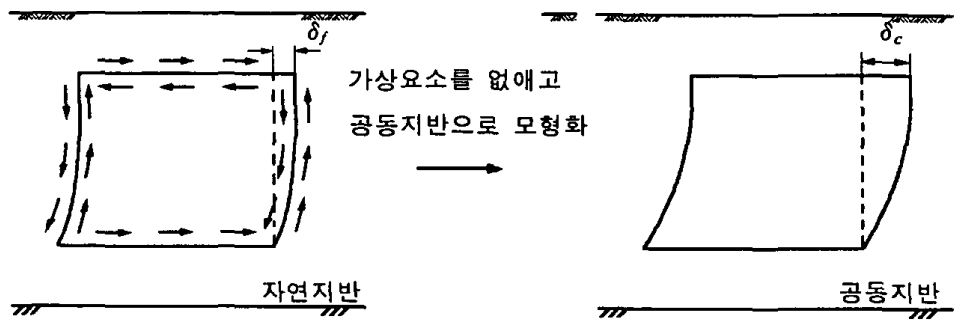 δf
가상요소를 없애고
공동지반으로 모형화
자연지반
δc
공동지반